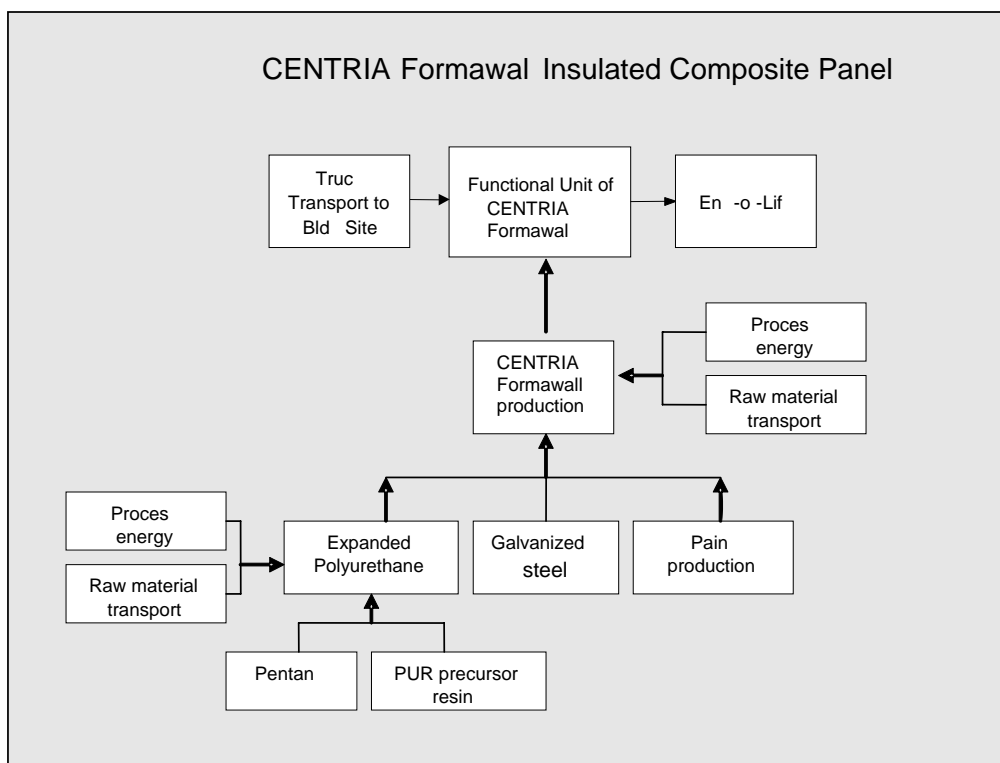 CENTRIA Formawal Insulated Composite Panel
Truc
Transport to
Bld Site
Functional Unit of
CENTRIA
Formawal
En -o -Lif
Proces
energy
CENTRIA
Formawall
production
Raw material
transport
Proces
energy
Expanded
Polyurethane
Galvanized
steel
Pain
production
Raw material
transport
Pentan
PUR precursor
resin